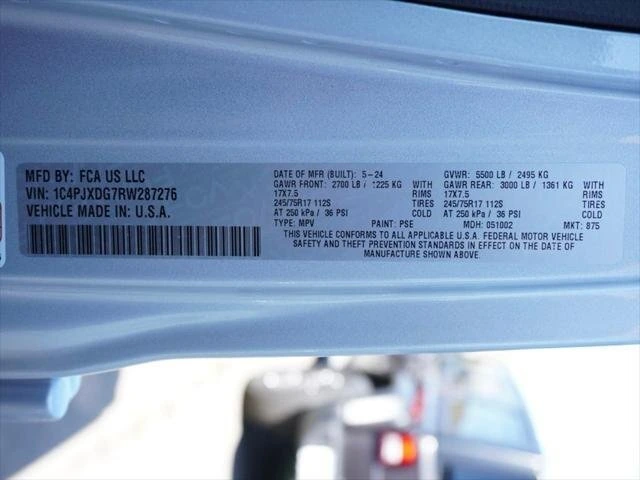 MFD BY: FCA US LLC
VIN: 1C4PJXDG7RW287276
VEHICLE MADE IN: U.S.A.
DATE OF MFR (BUILT): 5-24 GVWR: 5500 LB / 2495 KG
GAWR FRONT: 2700 LB / 1225 KG WITH GAWR REAR: 3000 LB / 1361 KG WITH
17X7.5 RIMS 17X7.5 RIMS
245/75R17 112S TIRES 245/75R17 112S TIRES
AT 250 kPa / 36 PSI COLD AT 250 kPa / 36 PSI COLD
TYPE: MPV PAINT: PSE MDH: 051002 MKT: 875
THIS VEHICLE CONFORMS TO ALL APPLICABLE U.S.A. FEDERAL MOTOR VEHICLE
SAFETY AND THEFT PREVENTION STANDARDS IN EFFECT ON THE DATE OF
MANUFACTURE SHOWN ABOVE.